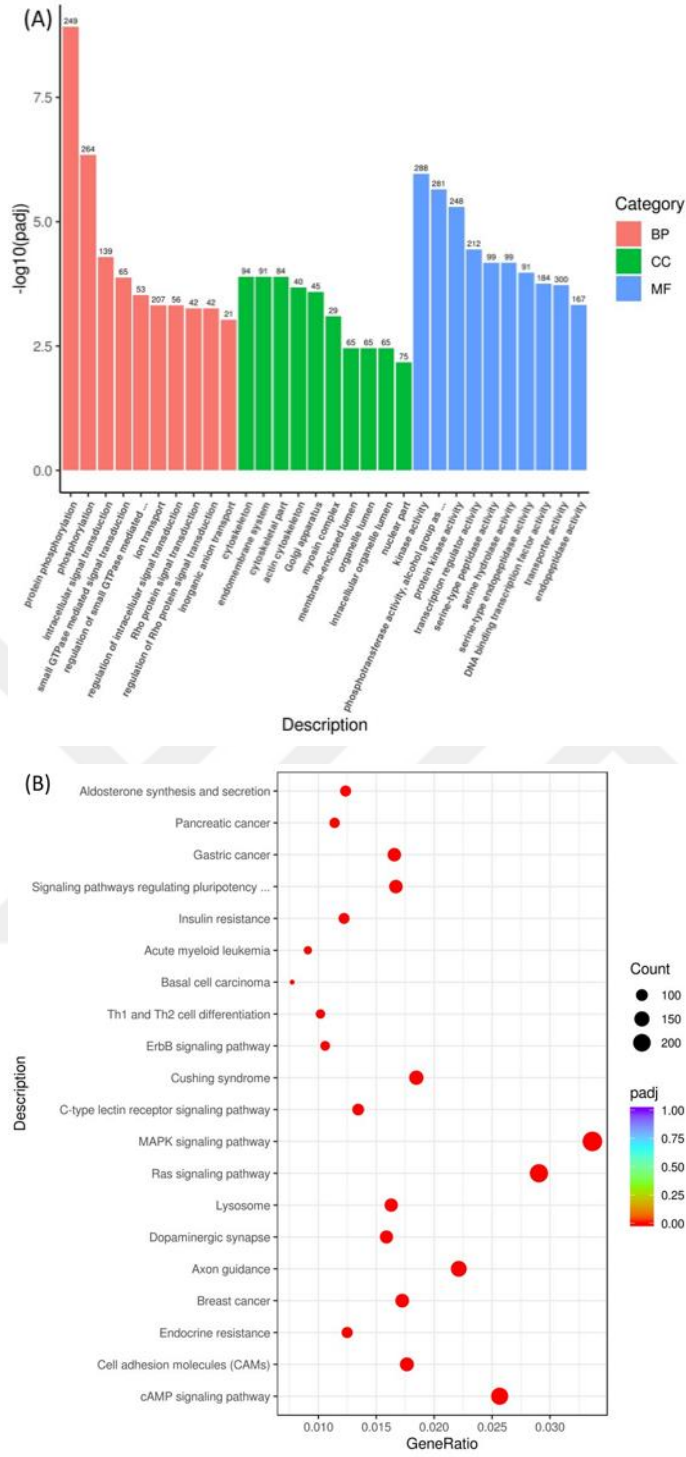 (A)
249
264
139
65
53
207
56
42
42
21
94
91
84
40
45
29
65
65
65
75
288
281
248
212
99
99
91
184
300
167
7.5
5.0
2.5
0.0
-log10(padj)
Category
BP
CC
MF
protein phosphorylation
phosphorylation
intracellular signal transduction
small GTPase mediated signal transduction
regulation of small GTPase mediated ...
ion transport
regulation of intracellular signal transduction
Rho protein signal transduction
regulation of Rho protein signal transduction
inorganic anion transport
cytoskeleton
endomembrane system
cytoskeletal part
actin cytoskeleton
Golgi apparatus
myosin complex
membrane-enclosed lumen
organelle lumen
intracellular organelle lumen
nuclear part
kinase activity
phosphotransferase activity, alcohol group as ...
protein kinase activity
transcription regulator activity
serine-type peptidase activity
serine hydrolase activity
serine-type endopeptidase activity
DNA binding transcription factor activity
transporter activity
endopeptidase activity
Description
(B)
Aldosterone synthesis and secretion
Pancreatic cancer
Gastric cancer
Signaling pathways regulating pluripotency ...
Insulin resistance
Acute myeloid leukemia
Basal cell carcinoma
Th1 and Th2 cell differentiation
ErbB signaling pathway
Cushing syndrome
C-type lectin receptor signaling pathway
MAPK signaling pathway
Ras signaling pathway
Lysosome
Dopaminergic synapse
Axon guidance
Breast cancer
Endocrine resistance
Cell adhesion molecules (CAMs)
cAMP signaling pathway
Description
0.010
0.015
0.020
0.025
0.030
GeneRatio
Count
100
150
200
padj
1.00
0.75
0.50
0.25
0.00